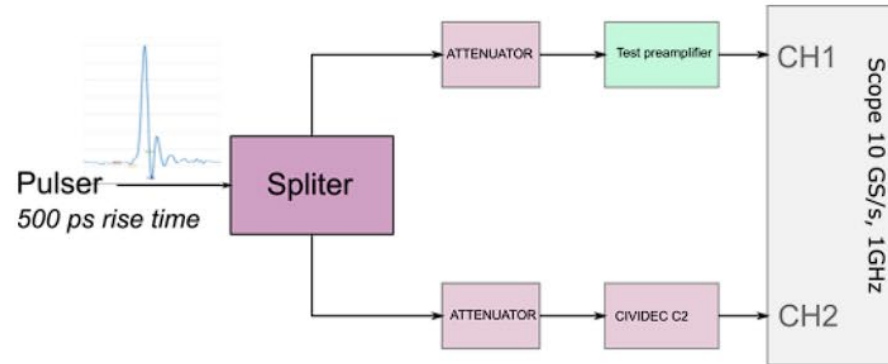 ATTENUATOR
Test preamplifier
CH1
Pulser
500 ps rise time
Spliter
Scope 10 GS/s, 1GHz
ATTENUATOR
CIVIDEC C2
CH2